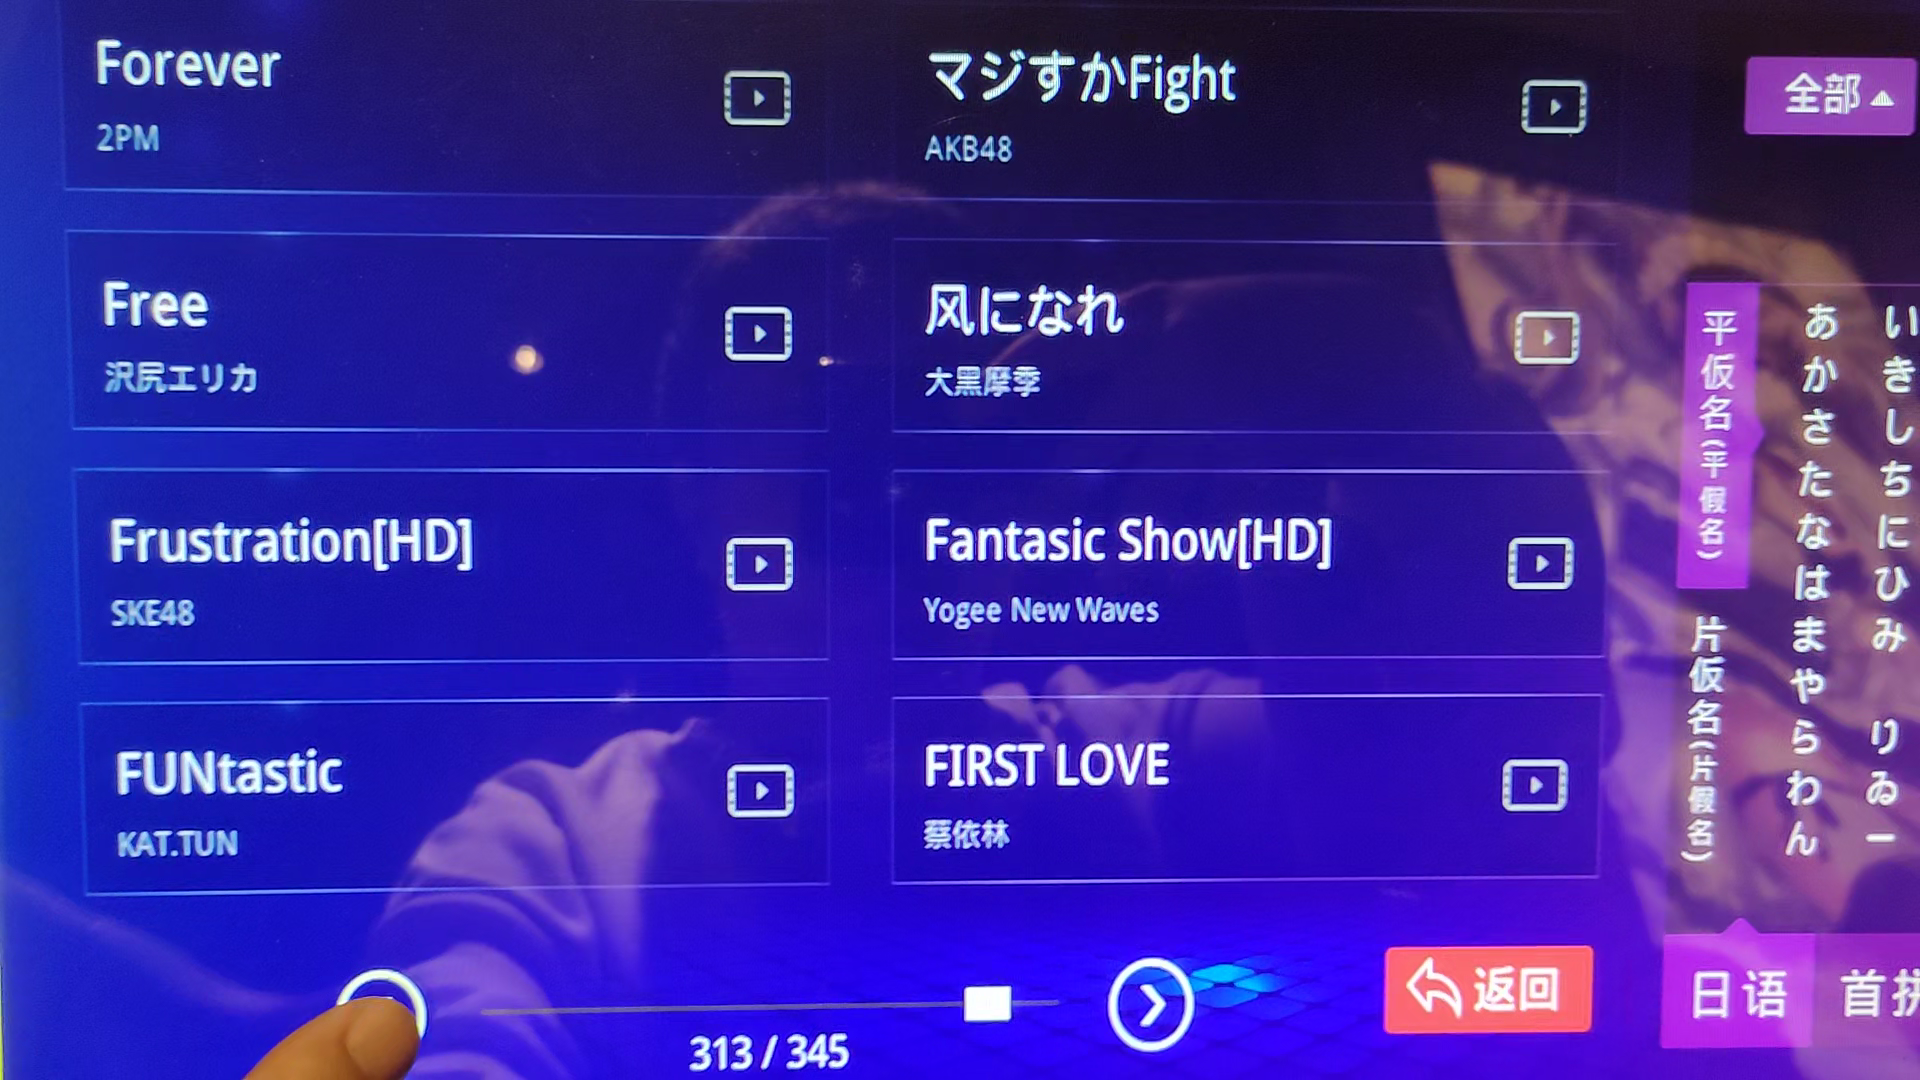 Forever
2PM
マジすかFight
AKB48
Free
沢尻エリカ
风になれ
大黒摩季
Frustration[HD]
SKE48
Fantasic Show[HD]
Yogee New Waves
FUNtastic
KAT.TUN
FIRST LOVE
蔡依林
313 / 345
返回
全部
平仮名(平假名)
片仮名(片假名)
あかさたなはまやらわん
いきしちにひみ りゐー
日语
首拼